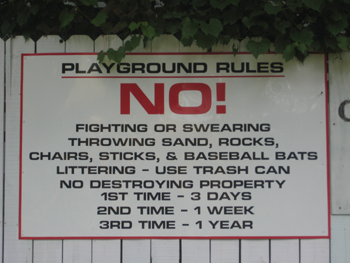 PLAYGROUND RULES
NO!
FIGHTING OR SWEARING
THROWING SAND, ROCKS,
CHAIRS, STICKS, & BASEBALL BATS
LITTERING - USE TRASH CAN
NO DESTROYING PROPERTY
1ST TIME - 3 DAYS
2ND TIME - 1 WEEK
3RD TIME - 1 YEAR